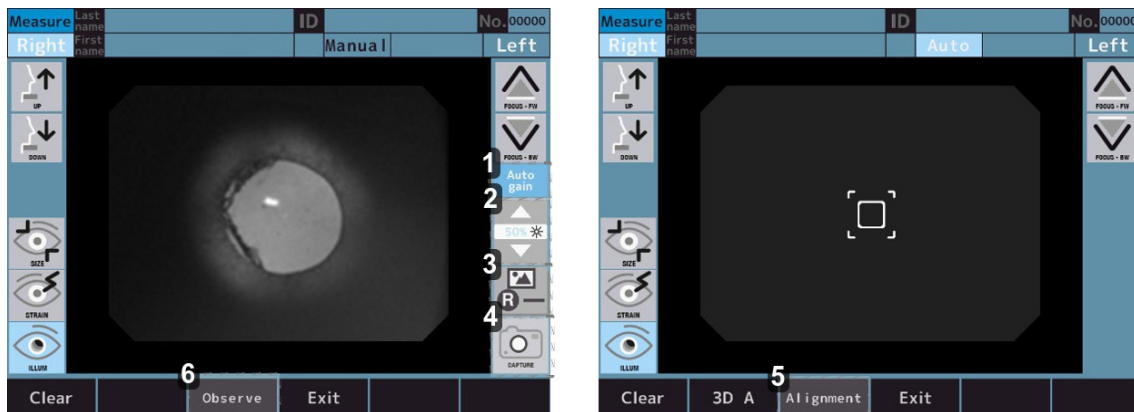 Measure Last name ID No. 00000
Right First name Manual Left
UP FOCUS - FW
DOWN FOCUS - BW
1
Auto gain
2
50%
3
R
4
SIZE
STRAIN
ILLUM CAPTURE
6
Clear Observe Exit
Measure Last name ID No. 00000
Right First name Auto Left
UP FOCUS - FW
DOWN FOCUS - BW
SIZE
STRAIN
ILLUM
5
Clear 3D A Alignment Exit